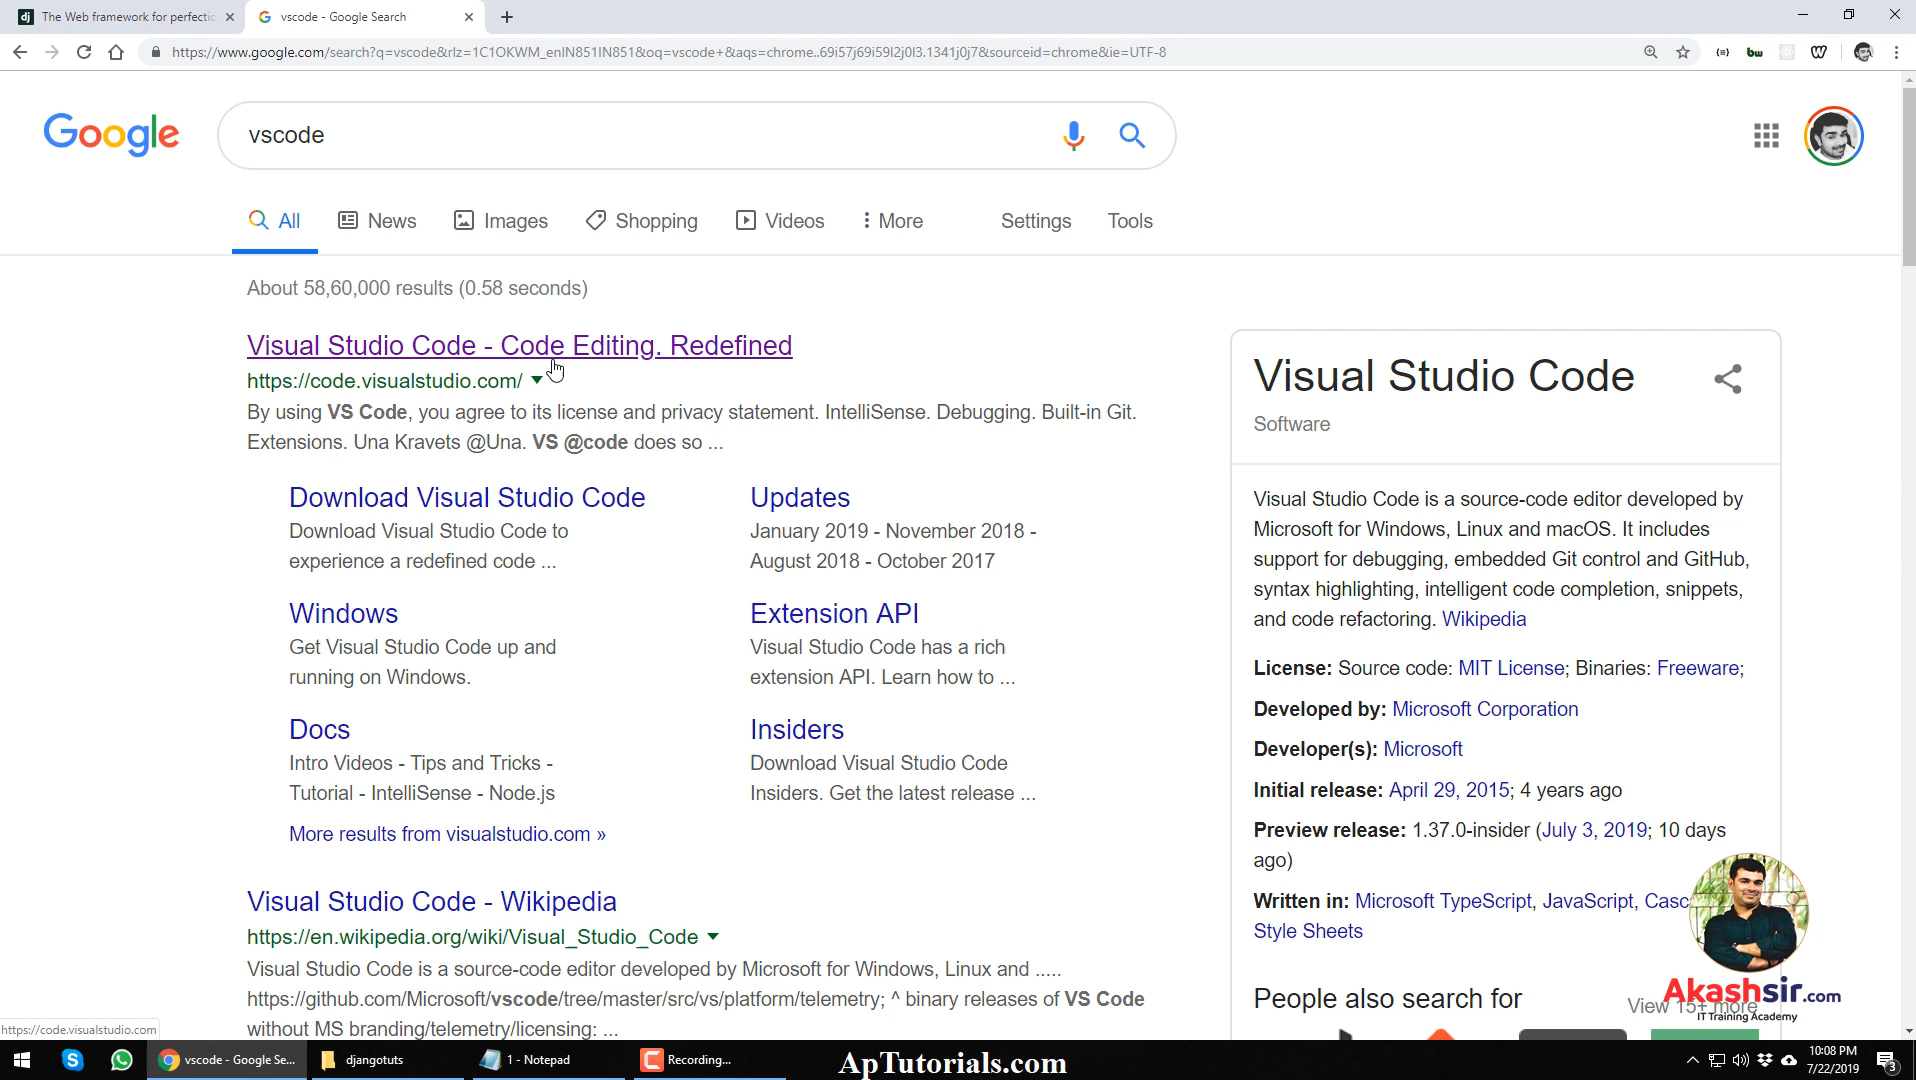 The Web framework for perfectio
vscode - Google Search
https://www.google.com/search?q=vscode&rlz=1C1OKWM_enIN851IN851&oq=vscode+&aqs=chrome..69i57j69i59l2j0l3.1341j0j7&sourceid=chrome&ie=UTF-8
Google
vscode
All
News
Images
Shopping
Videos
More
Settings
Tools
About 58,60,000 results (0.58 seconds)
Visual Studio Code - Code Editing. Redefined
https://code.visualstudio.com/
By using VS Code, you agree to its license and privacy statement. IntelliSense. Debugging. Built-in Git.
Extensions. Una Kravets @Una. VS @code does so ...
Download Visual Studio Code
Download Visual Studio Code to
experience a redefined code ...
Updates
January 2019 - November 2018 -
August 2018 - October 2017
Windows
Get Visual Studio Code up and
running on Windows.
Extension API
Visual Studio Code has a rich
extension API. Learn how to ...
Docs
Intro Videos - Tips and Tricks -
Tutorial - IntelliSense - Node.js
Insiders
Download Visual Studio Code
Insiders. Get the latest release ...
More results from visualstudio.com »
Visual Studio Code - Wikipedia
https://en.wikipedia.org/wiki/Visual_Studio_Code
Visual Studio Code is a source-code editor developed by Microsoft for Windows, Linux and .....
https://github.com/Microsoft/vscode/tree/master/src/vs/platform/telemetry; ^ binary releases of VS Code
without MS branding/telemetry/licensing: ...
Visual Studio Code
Software
Visual Studio Code is a source-code editor developed by
Microsoft for Windows, Linux and macOS. It includes
support for debugging, embedded Git control and GitHub,
syntax highlighting, intelligent code completion, snippets,
and code refactoring. Wikipedia
License: Source code: MIT License; Binaries: Freeware;
Developed by: Microsoft Corporation
Developer(s): Microsoft
Initial release: April 29, 2015; 4 years ago
Preview release: 1.37.0-insider (July 3, 2019; 10 days
ago)
Written in: Microsoft TypeScript, JavaScript, Casc
Style Sheets
People also search for
View 15+ more
Akashsir.com
IT Training Academy
https://code.visualstudio.com
vscode - Google Se...
djangotuts
1 - Notepad
Recording...
ApTutorials.com
10:08 PM
7/22/2019
3